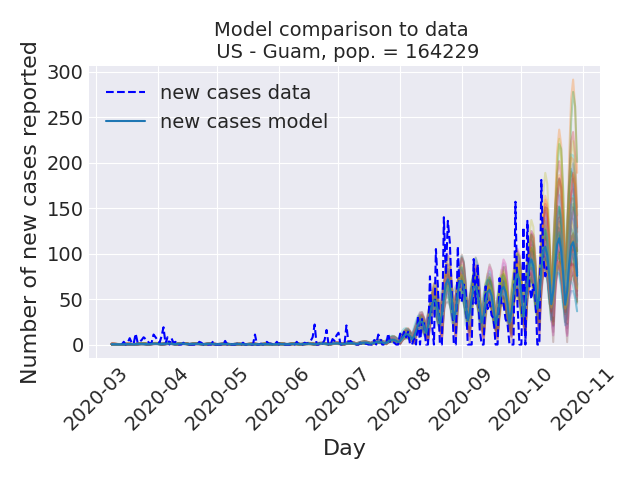 Model comparison to data
US - Guam, pop. = 164229
Number of new cases reported
300
250
200
150
100
50
0
new cases data
new cases model
2020-03
2020-04
2020-05
2020-06
2020-07
2020-08
2020-09
2020-10
2020-11
Day